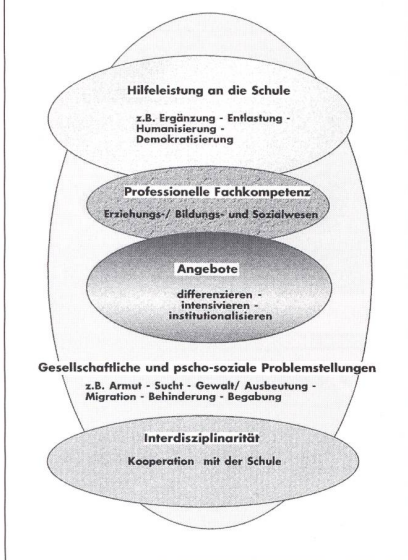 Hilfeleistung an die Schule
z.B. Ergänzung - Entlastung -
Humanisierung -
Demokratisierung
Professionelle Fachkompetenz
Erziehungs-/ Bildungs- und Sozialwesen
Angebote
differenzieren -
intensivieren -
institutionalisieren
Gesellschaftliche und pscho-soziale Problemstellungen
z.B. Armut - Sucht - Gewalt/ Ausbeutung -
Migration - Behinderung - Begabung
Interdisziplinarität
Kooperation mit der Schule